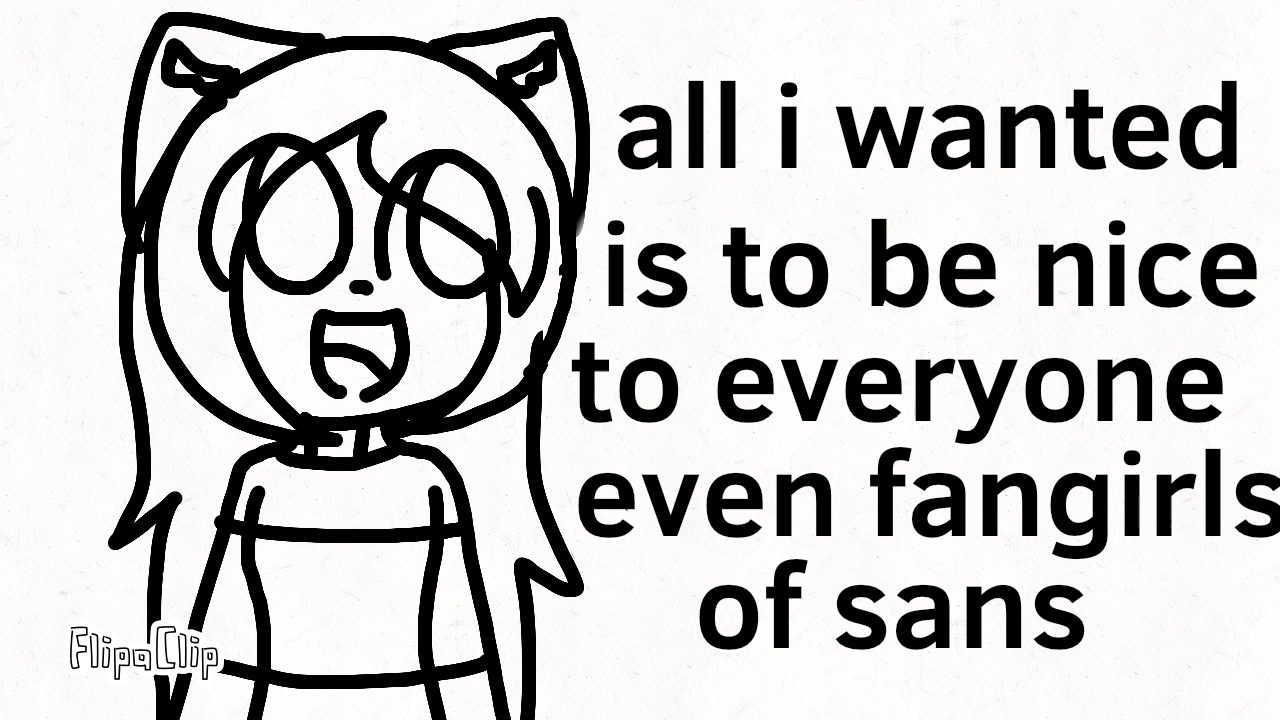 all i wanted
is to be nice
to everyone
even fangirls
of sans
FlipaClip